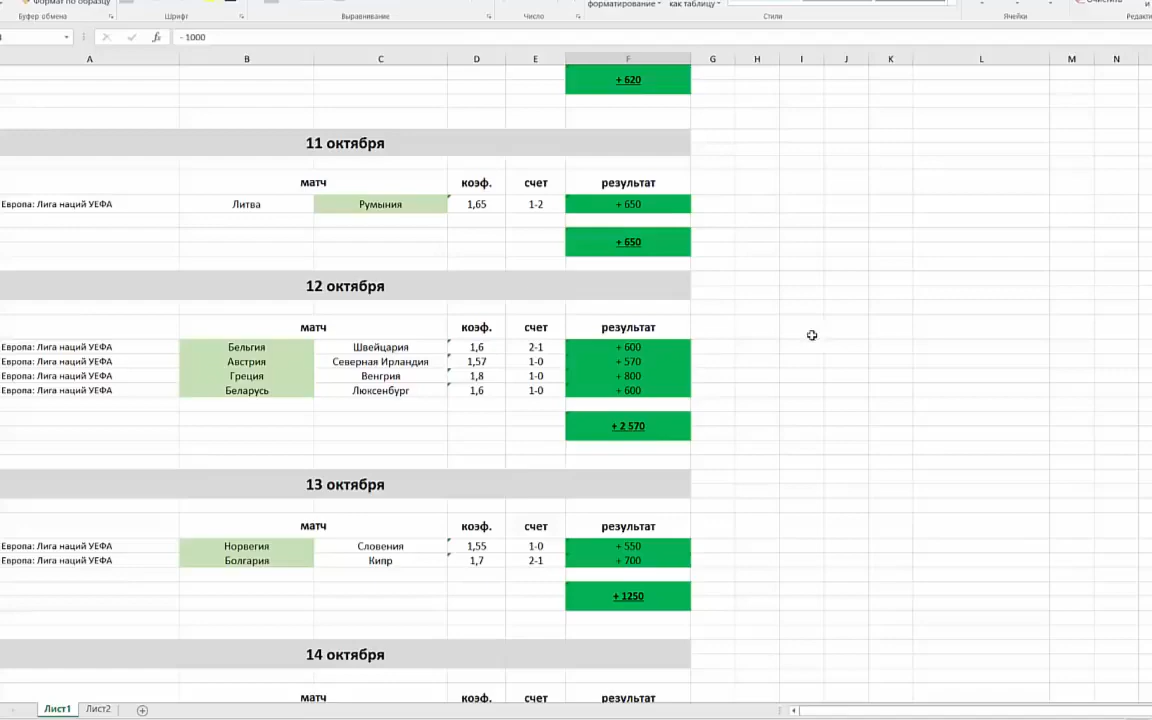 Формат по образцу
форматирование как таблицу
Буфер обмена Шрифт Выравнивание Число Стили Ячейки
fx - 1000
A B C D E F G H I J K L M N
+ 620
11 октября
матч коэф. счет результат
Европа: Лига наций УЕФА Литва Румыния 1,65 1-2 + 650
+ 650
12 октября
матч коэф. счет результат
Европа: Лига наций УЕФА Бельгия Швейцария 1,6 2-1 + 600
Европа: Лига наций УЕФА Австрия Северная Ирландия 1,57 1-0 + 570
Европа: Лига наций УЕФА Греция Венгрия 1,8 1-0 + 800
Европа: Лига наций УЕФА Беларусь Люксенбург 1,6 1-0 + 600
+ 2 570
13 октября
матч коэф. счет результат
Европа: Лига наций УЕФА Норвегия Словения 1,55 1-0 + 550
Европа: Лига наций УЕФА Болгария Кипр 1,7 2-1 + 700
+ 1250
14 октября
матч коэф. счет результат
Лист1 Лист2